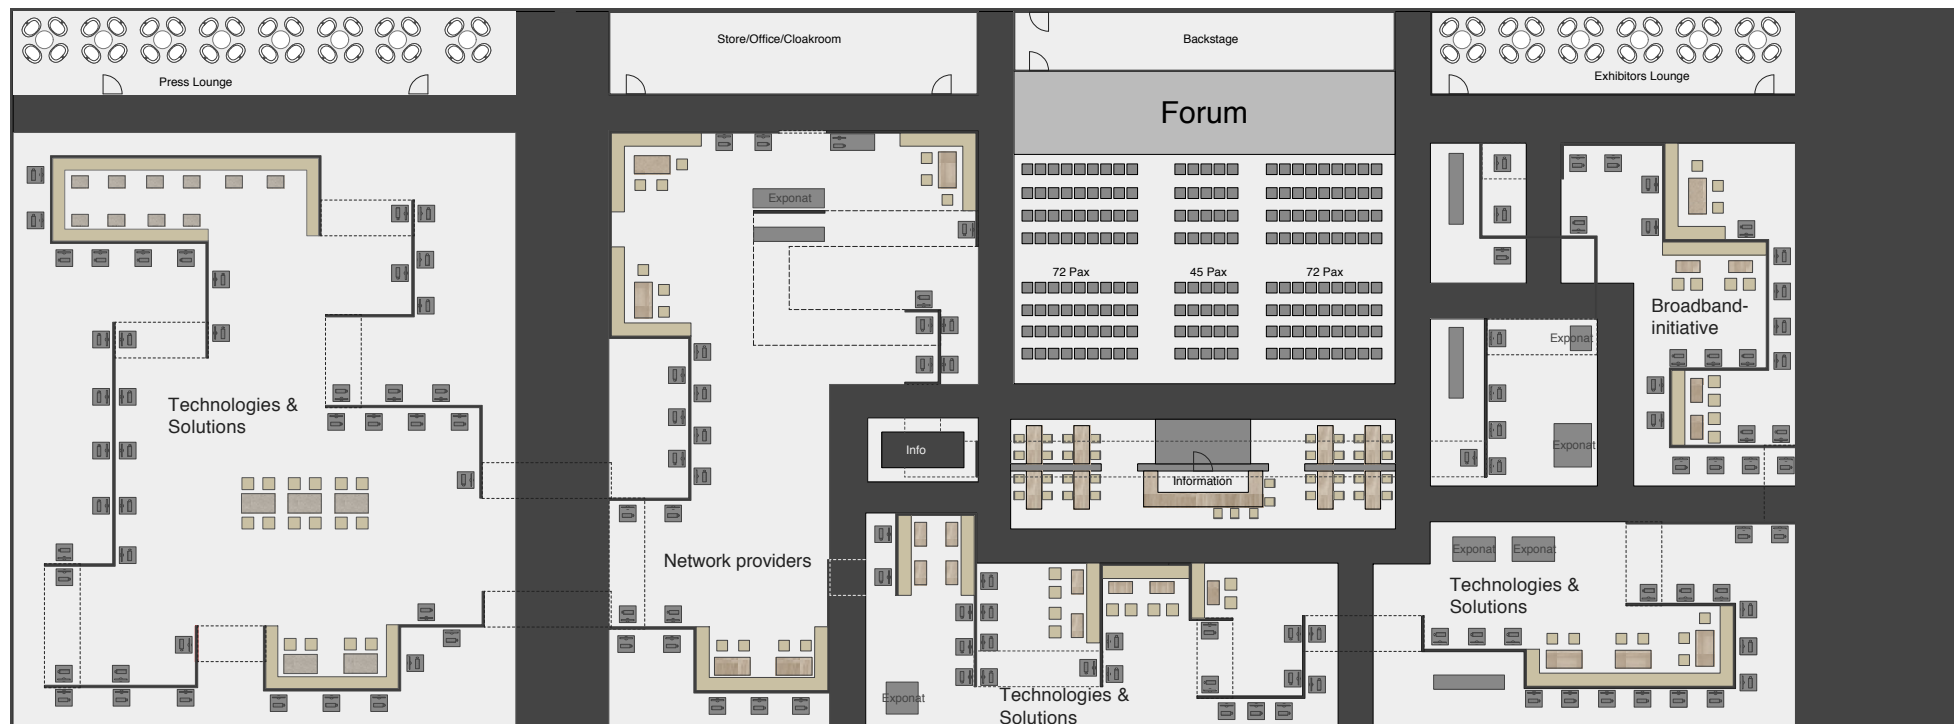 Press Lounge
Store/Office/Cloakroom
Backstage
Exhibitors Lounge
Forum
Exponat
72 Pax
45 Pax
72 Pax
Broadband-
initiative
Exponat
Technologies &
Solutions
Info
Exponat
Information
Network providers
Exponat
Exponat
Technologies &
Solutions
Exponat
Technologies &
Solutions